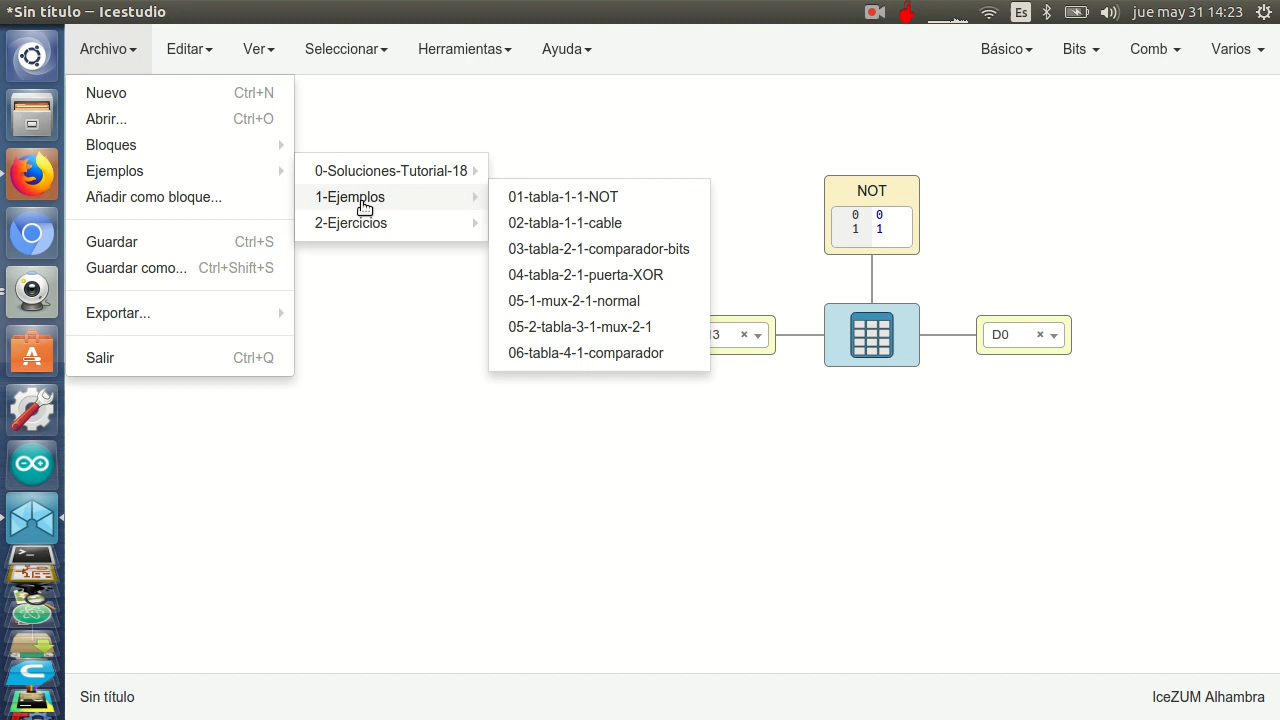 *Sin título – Icestudio
Es
jue may 31 14:23
Archivo
Editar
Ver
Seleccionar
Herramientas
Ayuda
Básico
Bits
Comb
Varios
Nuevo Ctrl+N
Abrir... Ctrl+O
Bloques
Ejemplos
Añadir como bloque...
Guardar Ctrl+S
Guardar como... Ctrl+Shift+S
Exportar...
Salir Ctrl+Q
0-Soluciones-Tutorial-18
1-Ejemplos
2-Ejercicios
01-tabla-1-1-NOT
02-tabla-1-1-cable
03-tabla-2-1-comparador-bits
04-tabla-2-1-puerta-XOR
05-1-mux-2-1-normal
05-2-tabla-3-1-mux-2-1
06-tabla-4-1-comparador
NOT
0 0
1 1
13
D0
Sin título
IceZUM Alhambra